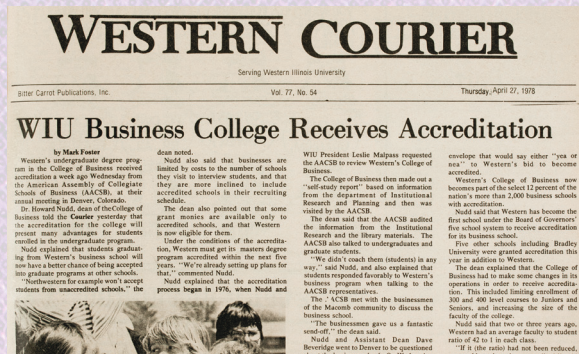 WESTERN COURIER
Serving Western Illinois University
Bitter Carrot Publications, Inc.
Vol. 77, No. 54
Thursday, April 27, 1978
WIU Business College Receives Accreditation
by Mark Foster
Western's undergraduate degree prog-
ram in the College of Business received
accreditation a week ago Wednesday from
the American Assembly of Collegiate
Schools of Business (AACSB), at their
annual meeting in Denver, Colorado.
Dr. Howard Nudd, dean of the College of
Business told the Courier yesterday that
the accreditation for the college will
present many advantages for students
enrolled in the undergraduate program.
Nudd explained that students graduat-
ing from Western's business school will
now have a better chance of being accepted
into graduate programs at other schools.
"Northwestern for example won't accept
students from unaccredited schools," the
dean noted.
Nudd also said that businesses are
limited by costs to the number of schools
they visit to interview students, and that
they are more inclined to include
accredited schools in their recruiting
schedule.
The dean also pointed out that some
grant monies are available only to
accredited schools, and that Western
is now eligible for them.
Under the conditions of the accredita-
tion, Western must get its masters degree
program accredited within the next five
years. "We're already setting up plans for
that," commented Nudd.
Nudd explained that the accreditation
process began in 1976, when Nudd and
WIU President Leslie Malpass requested
the AACSB to review Western's College of
Business.
The College of Business then made out a
"self-study report" based on information
from the department of Institutional
Research and Planning and then was
visited by the AACSB.
The dean said that the AACSB audited
the information from the Institutional
Research and the library materials. The
AACSB also talked to undergraduates and
graduate students.
"We didn't coach them (students) in any
way," said Nudd, and also explained that
students responded favorably to Western's
business program when talking to the
AACSB representatives.
The AACSB met with the businessmen
of the Macomb community to discuss the
business school.
"The businessmen gave us a fantastic
send-off," the dean said.
Nudd and Assistant Dean Dave
Beveridge went to Denver to be questioned
envelope that would say either "yea or
nea" to Western's bid to become
accredited.
Western's College of Business now
becomes part of the select 12 percent of the
nation's more than 2,000 business schools
with accreditation.
Nudd said that Western has become the
first school under the Board of Governors'
five school system to receive accreditation
for its business school.
Five other schools including Bradley
University were granted accreditation this
year in addition to Western.
The dean explained that the College of
Business had to make some changes in its
operations in order to receive accredita-
tion. This included limiting enrollment of
300 and 400 level courses to Juniors and
Seniors, and increasing the size of the
faculty of the college.
Nudd said that two or three years ago,
Western had an average faculty to student
ratio of 42 to 1 in each class.
"If (the ratio) had not been reduced,